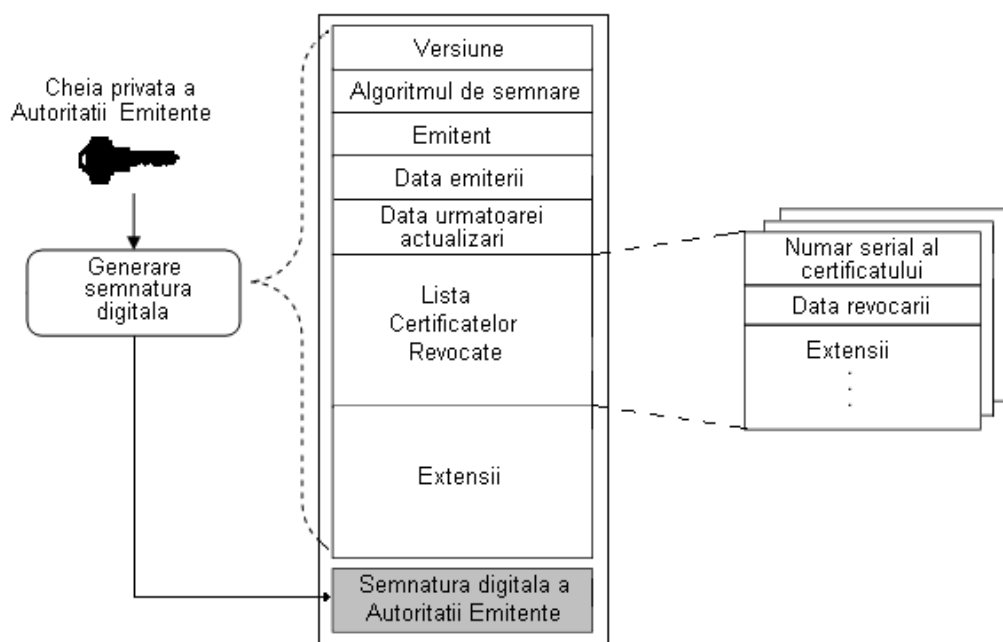 Cheia privata a
Autoritatii Emitente
Generare
semnatura
digitala
Versiune
Algoritmul de semnare
Emitent
Data emiterii
Data urmatoarei
actualizari
Lista
Certificatelor
Revocate
Extensii
Semnatura digitala a
Autoritatii Emitente
Numar serial al
certificatului
Data revocarii
Extensii